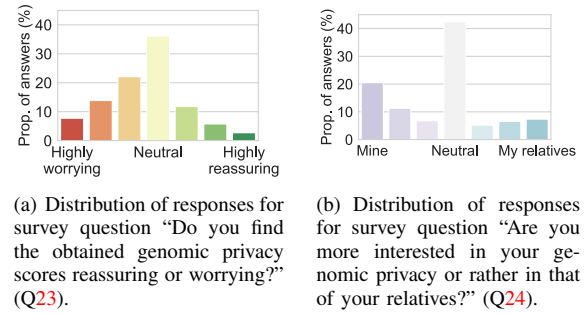 Prop. of answers (%)
40
30
20
10
0
Highly
worrying
Neutral
Highly
reassuring
(a) Distribution of responses for
survey question “Do you find
the obtained genomic privacy
scores reassuring or worrying?”
(Q23).
Prop. of answers (%)
40
30
20
10
0
Mine
Neutral
My relatives
(b) Distribution of responses
for survey question “Are you
more interested in your ge-
nomic privacy or rather in that
of your relatives?” (Q24).